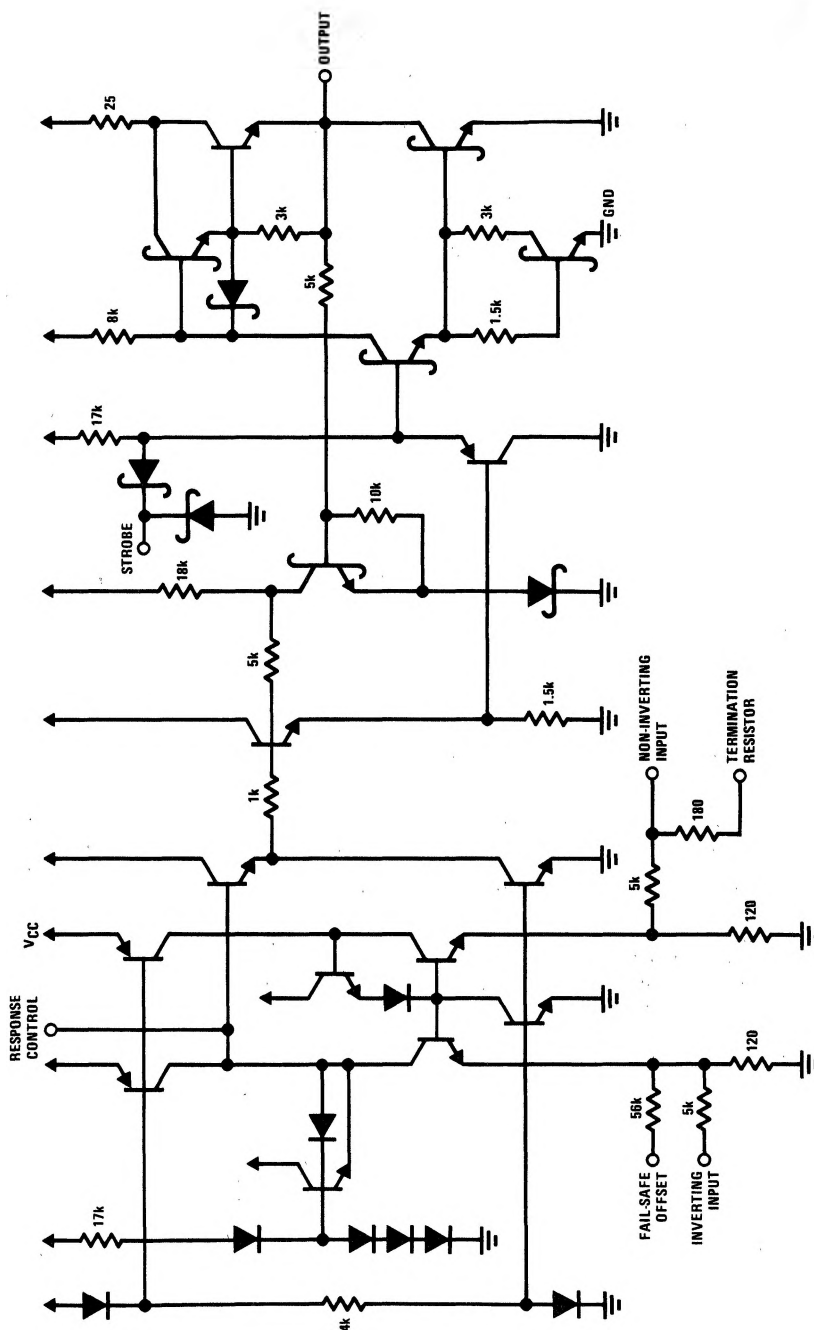 RESPONSE
CONTROL
VCC
17k
17k
8k
25
STROBE
18k
1k
5k
3k
OUTPUT
5k
4k
10k
1.5k
3k
1.5k
GND
FAIL-SAFE
OFFSET
56k
INVERTING
INPUT
5k
NON-INVERTING
INPUT
5k
180
TERMINATION
RESISTOR
120
120